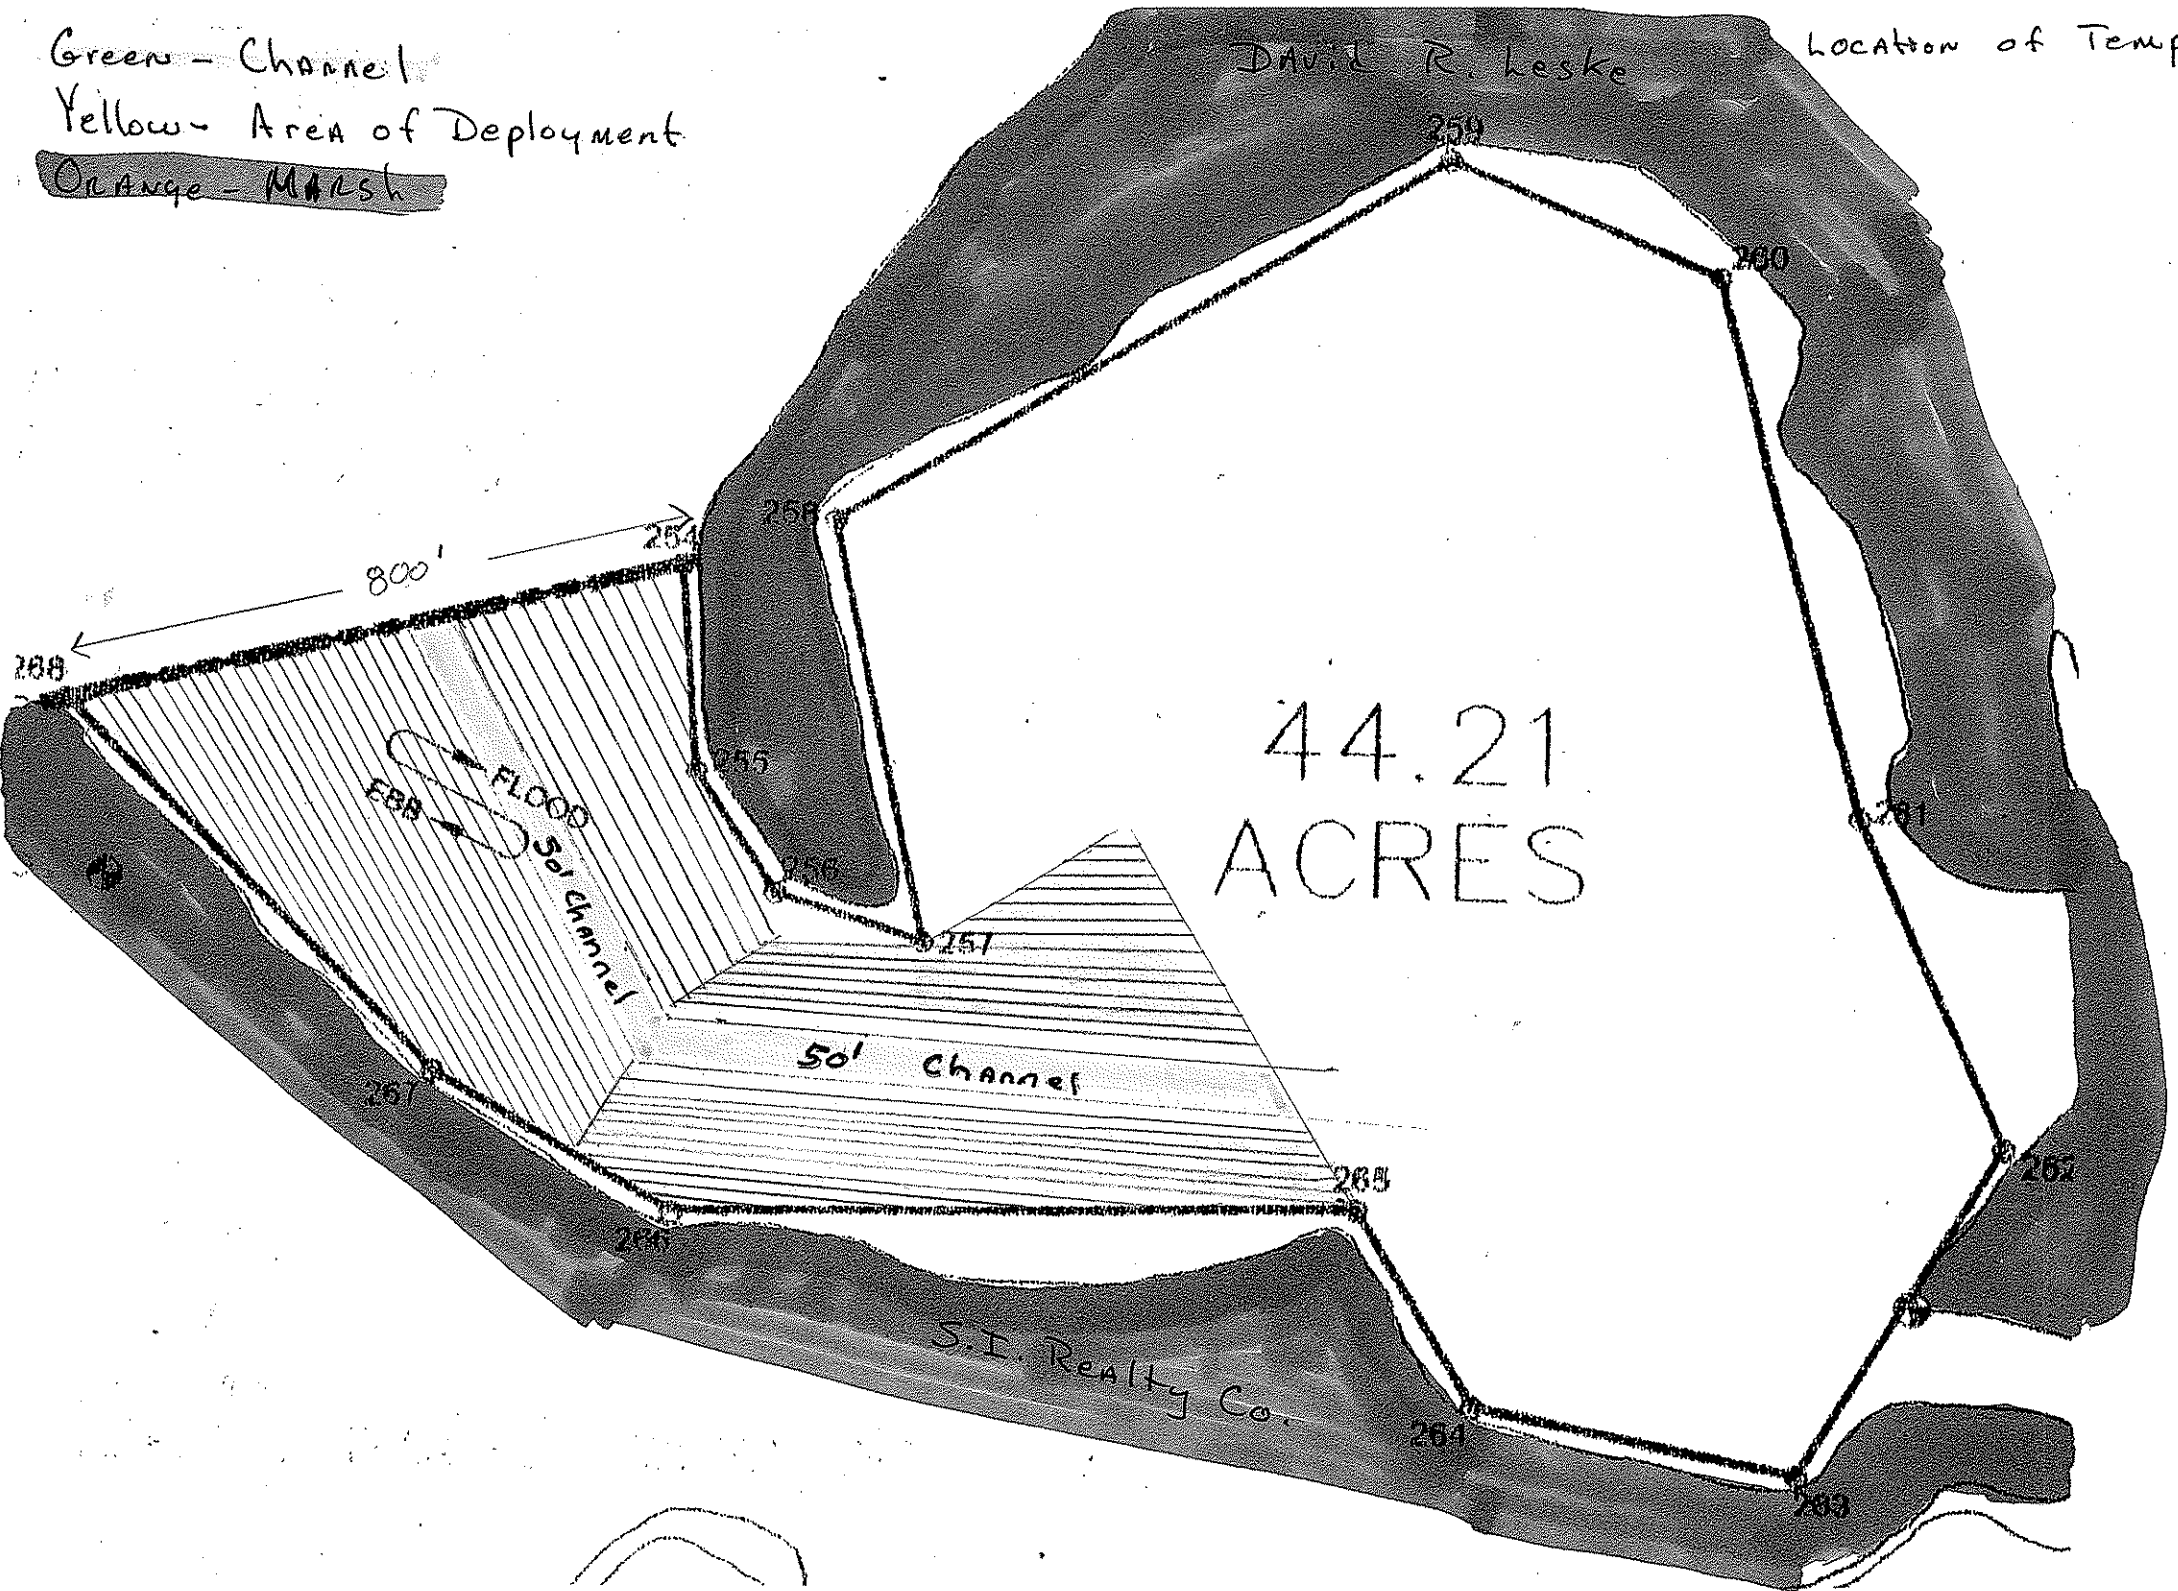 Green - Channel
Yellow - Area of Deployment
Orange - Marsh
David R. Leske
Location of Temp
259
260
258
254
800'
268
44.21
ACRES
255
FLOOD
EBB
50' Channel
256
261
257
50' Channel
267
265
262
266
S.I. Realty Co.
264
263